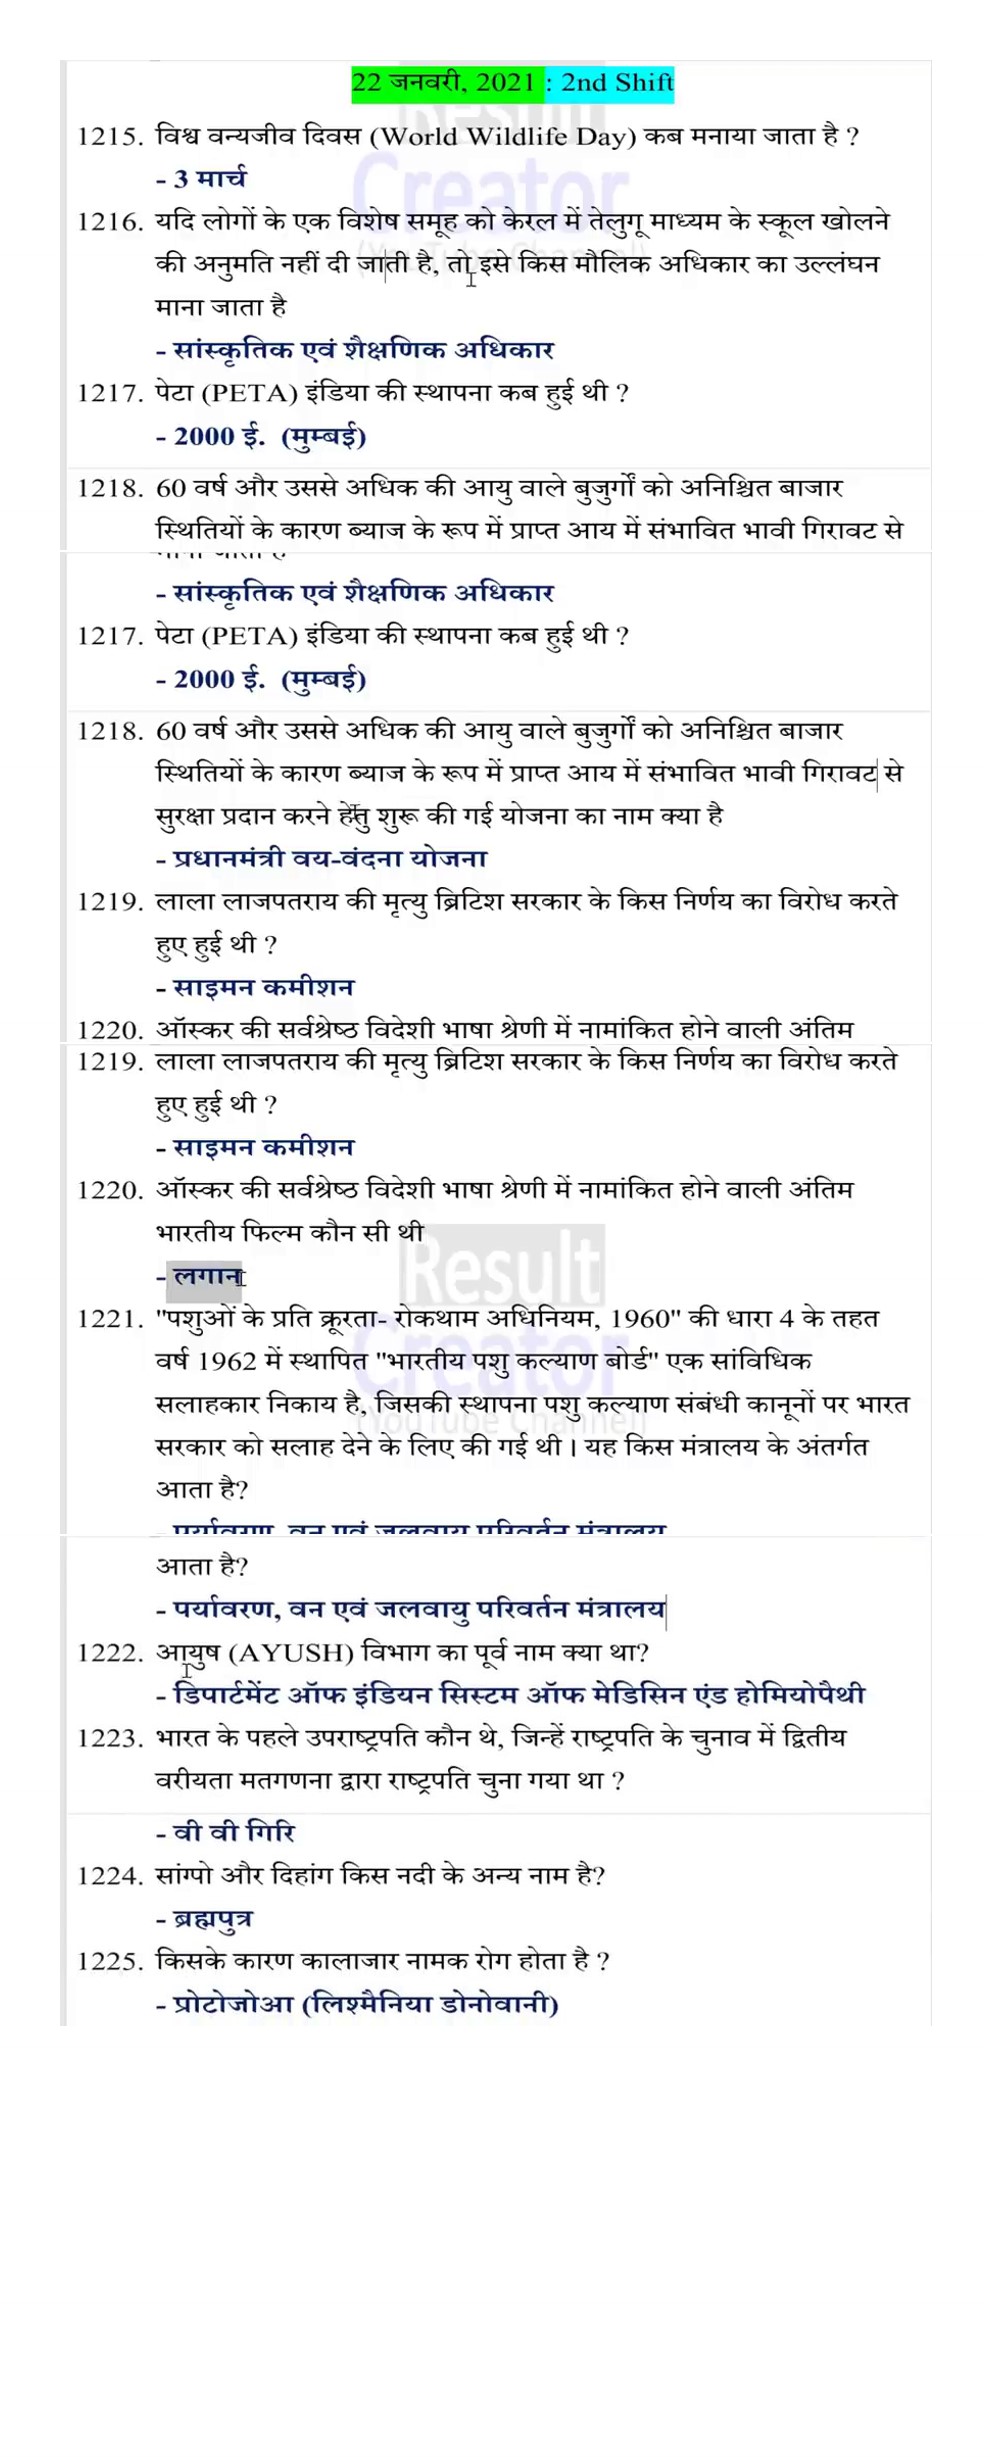 22 जनवरी, 2021 : 2nd Shift
1215. विश्व वन्यजीव दिवस (World Wildlife Day) कब मनाया जाता है ?
- 3 मार्च
1216. यदि लोगों के एक विशेष समूह को केरल में तेलुगू माध्यम के स्कूल खोलने
की अनुमति नहीं दी जाती है, तो इसे किस मौलिक अधिकार का उल्लंघन
माना जाता है
- सांस्कृतिक एवं शैक्षणिक अधिकार
1217. पेटा (PETA) इंडिया की स्थापना कब हुई थी ?
- 2000 ई. (मुम्बई)
1218. 60 वर्ष और उससे अधिक की आयु वाले बुजुर्गों को अनिश्चित बाजार
स्थितियों के कारण ब्याज के रूप में प्राप्त आय में संभावित भावी गिरावट से
- सांस्कृतिक एवं शैक्षणिक अधिकार
1217. पेटा (PETA) इंडिया की स्थापना कब हुई थी ?
- 2000 ई. (मुम्बई)
1218. 60 वर्ष और उससे अधिक की आयु वाले बुजुर्गों को अनिश्चित बाजार
स्थितियों के कारण ब्याज के रूप में प्राप्त आय में संभावित भावी गिरावट से
सुरक्षा प्रदान करने हेतु शुरू की गई योजना का नाम क्या है
- प्रधानमंत्री वय-वंदना योजना
1219. लाला लाजपतराय की मृत्यु ब्रिटिश सरकार के किस निर्णय का विरोध करते
हुए हुई थी ?
- साइमन कमीशन
1220. ऑस्कर की सर्वश्रेष्ठ विदेशी भाषा श्रेणी में नामांकित होने वाली अंतिम
1219. लाला लाजपतराय की मृत्यु ब्रिटिश सरकार के किस निर्णय का विरोध करते
हुए हुई थी ?
- साइमन कमीशन
1220. ऑस्कर की सर्वश्रेष्ठ विदेशी भाषा श्रेणी में नामांकित होने वाली अंतिम
भारतीय फिल्म कौन सी थी
Result
- लगान
1221. "पशुओं के प्रति क्रूरता- रोकथाम अधिनियम, 1960" की धारा 4 के तहत
Creator
वर्ष 1962 में स्थापित "भारतीय पशु कल्याण बोर्ड" एक सांविधिक
सलाहकार निकाय है, जिसकी स्थापना पशु कल्याण संबंधी कानूनों पर भारत
(YouTube Channel)
सरकार को सलाह देने के लिए की गई थी। यह किस मंत्रालय के अंतर्गत
आता है?
- पर्यावरण, वन एवं जलवायु परिवर्तन मंत्रालय
आता है?
- पर्यावरण, वन एवं जलवायु परिवर्तन मंत्रालय
1222. आयुष (AYUSH) विभाग का पूर्व नाम क्या था?
- डिपार्टमेंट ऑफ इंडियन सिस्टम ऑफ मेडिसिन एंड होमियोपैथी
1223. भारत के पहले उपराष्ट्रपति कौन थे, जिन्हें राष्ट्रपति के चुनाव में द्वितीय
वरीयता मतगणना द्वारा राष्ट्रपति चुना गया था ?
- वी वी गिरि
1224. सांग्पो और दिहांग किस नदी के अन्य नाम है?
- ब्रह्मपुत्र
1225. किसके कारण कालाजार नामक रोग होता है ?
- प्रोटोजोआ (लिश्मैनिया डोनोवानी)